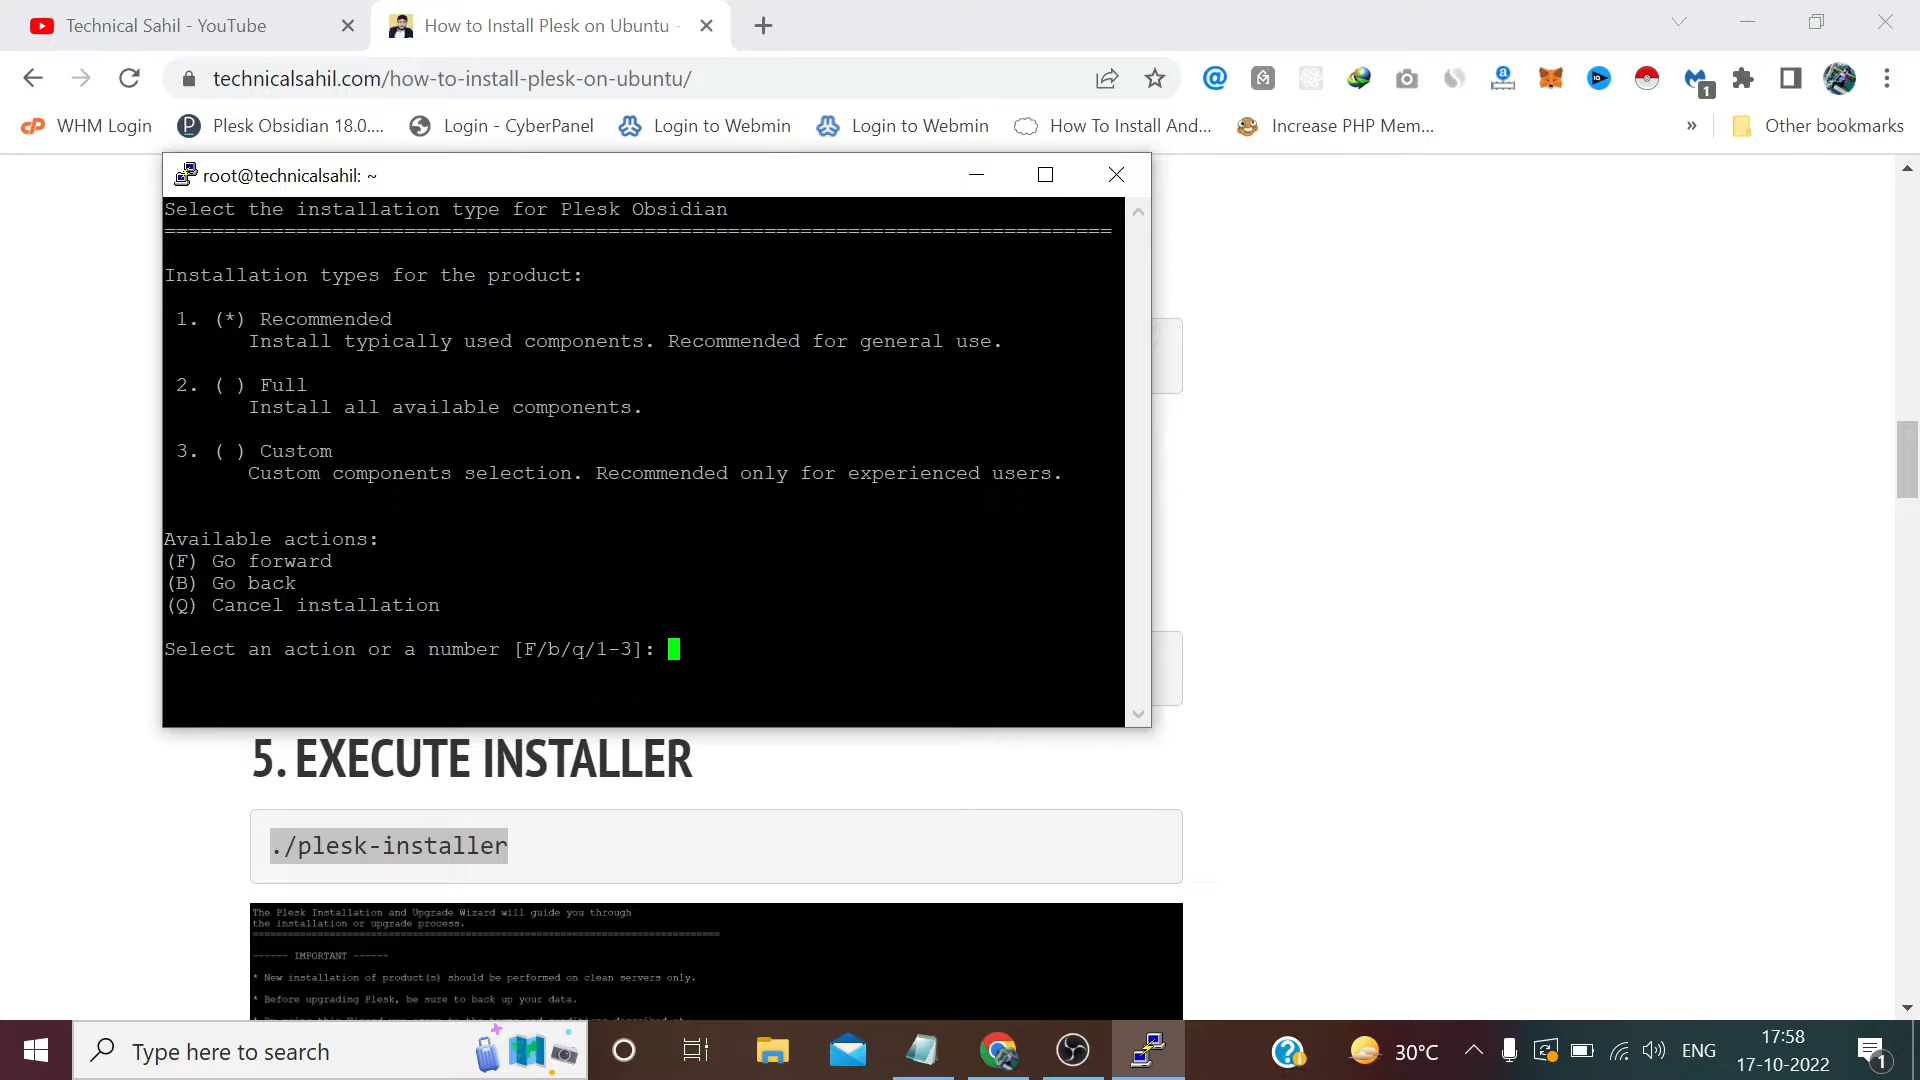 Technical Sahil - YouTube
How to Install Plesk on Ubuntu -
technicalsahil.com/how-to-install-plesk-on-ubuntu/
1
WHM Login
Plesk Obsidian 18.0....
Login - CyberPanel
Login to Webmin
Login to Webmin
How To Install And...
Increase PHP Mem...
»
Other bookmarks
root@technicalsahil: ~
Select the installation type for Plesk Obsidian
===============================================================================
Installation types for the product:
1. (*) Recommended
Install typically used components. Recommended for general use.
2. ( ) Full
Install all available components.
3. ( ) Custom
Custom components selection. Recommended only for experienced users.
Available actions:
(F) Go forward
(B) Go back
(Q) Cancel installation
Select an action or a number [F/b/q/1-3]:
5. EXECUTE INSTALLER
./plesk-installer
The Plesk Installation and Upgrade Wizard will guide you through
the installation or upgrade process.
------ IMPORTANT ------
* New installation of product(s) should be performed on clean servers only.
* Before upgrading Plesk, be sure to back up your data.
Type here to search
30°C
ENG
17:58
17-10-2022
1